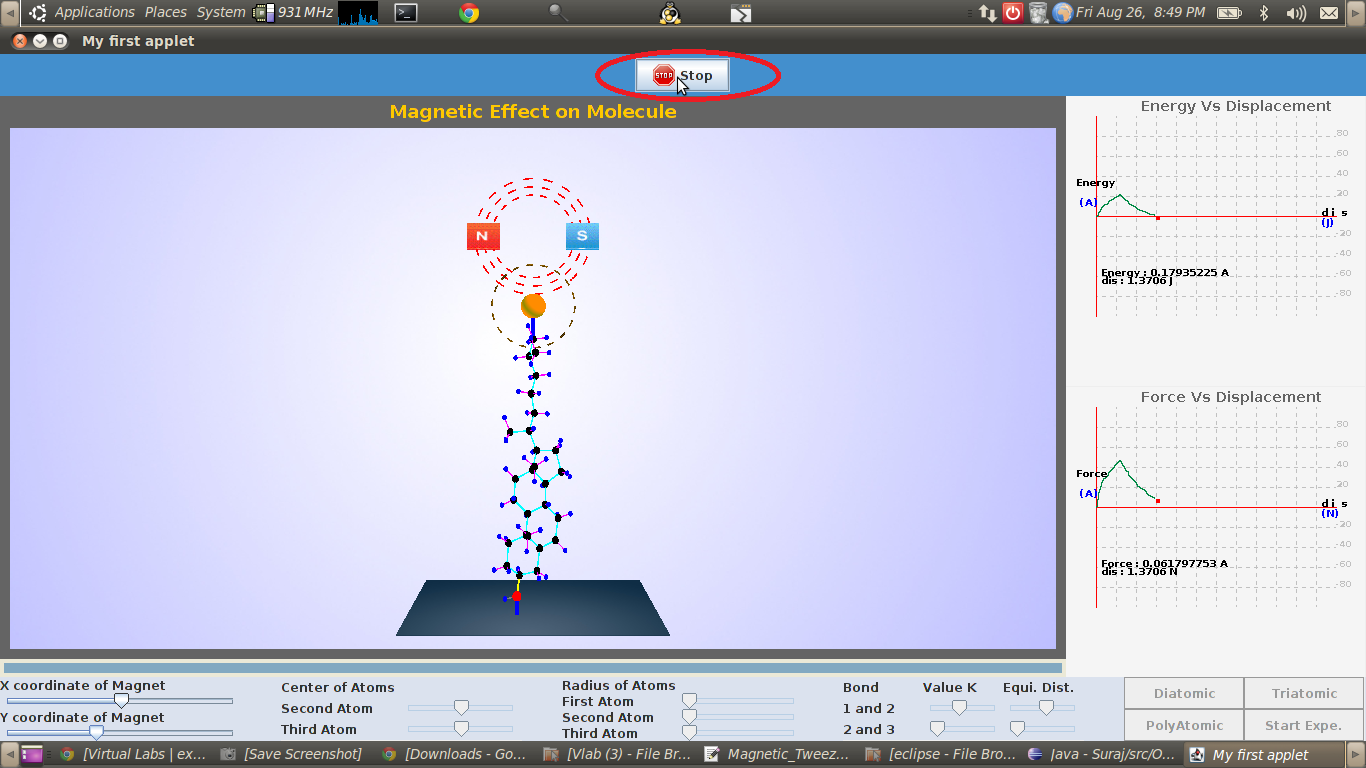 Applications Places System 931 MHz Fri Aug 26, 8:49 PM
My first applet
STOP Stop
Magnetic Effect on Molecule
N S
Energy Vs Displacement
80
60
40
Energy
20
(A)
d i s
(J)
-20
-40
-60
-80
Energy : 0.17935225 A
dis : 1.3706 J
Force Vs Displacement
80
60
40
Force
20
(A)
d i s
(N)
-20
-40
-60
-80
Force : 0.061797753 A
dis : 1.3706 N
X coordinate of Magnet
Y coordinate of Magnet
Center of Atoms
Second Atom
Third Atom
Radius of Atoms
First Atom
Second Atom
Third Atom
Bond Value K Equi. Dist.
1 and 2
2 and 3
Diatomic Triatomic
PolyAtomic Start Expe.
[Virtual Labs | ex... [Save Screenshot] [Downloads - Go... [Vlab (3) - File Br... Magnetic_Tweez... [eclipse - File Bro... Java - Suraj/src/O... My first applet